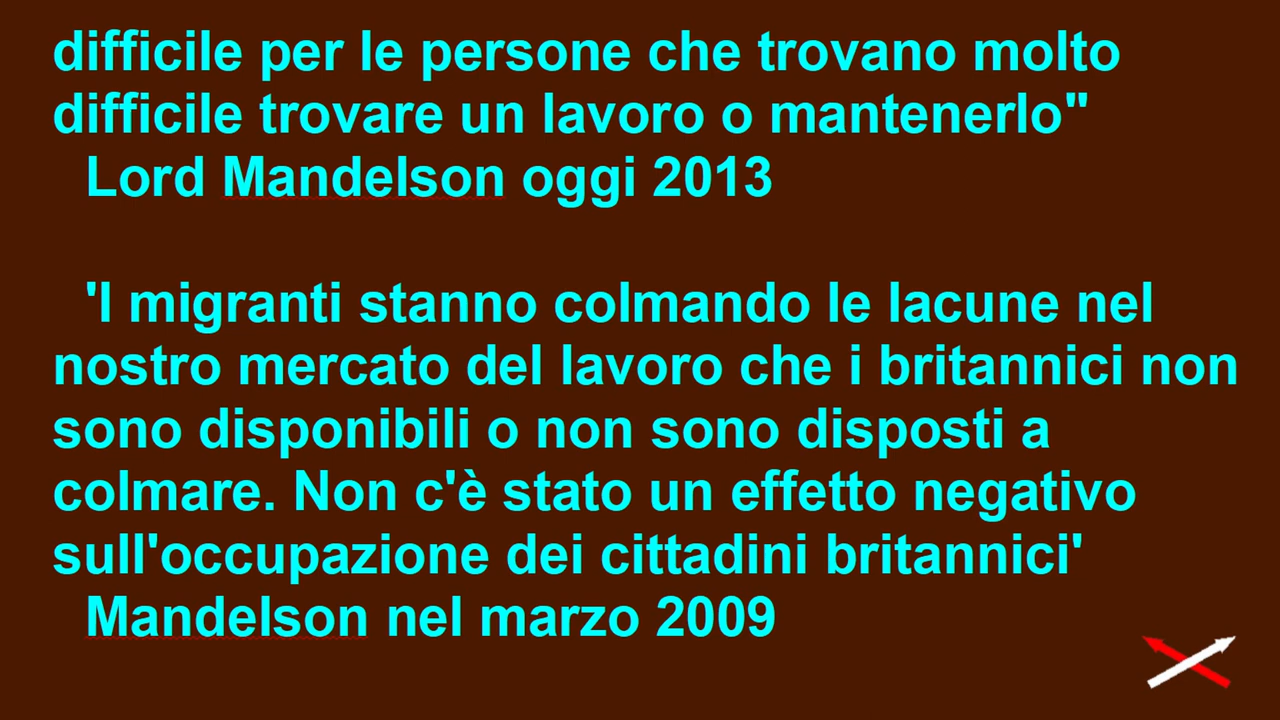 difficile per le persone che trovano molto
difficile trovare un lavoro o mantenerlo"
Lord Mandelson oggi 2013
'I migranti stanno colmando le lacune nel
nostro mercato del lavoro che i britannici non
sono disponibili o non sono disposti a
colmare. Non c'è stato un effetto negativo
sull'occupazione dei cittadini britannici'
Mandelson nel marzo 2009